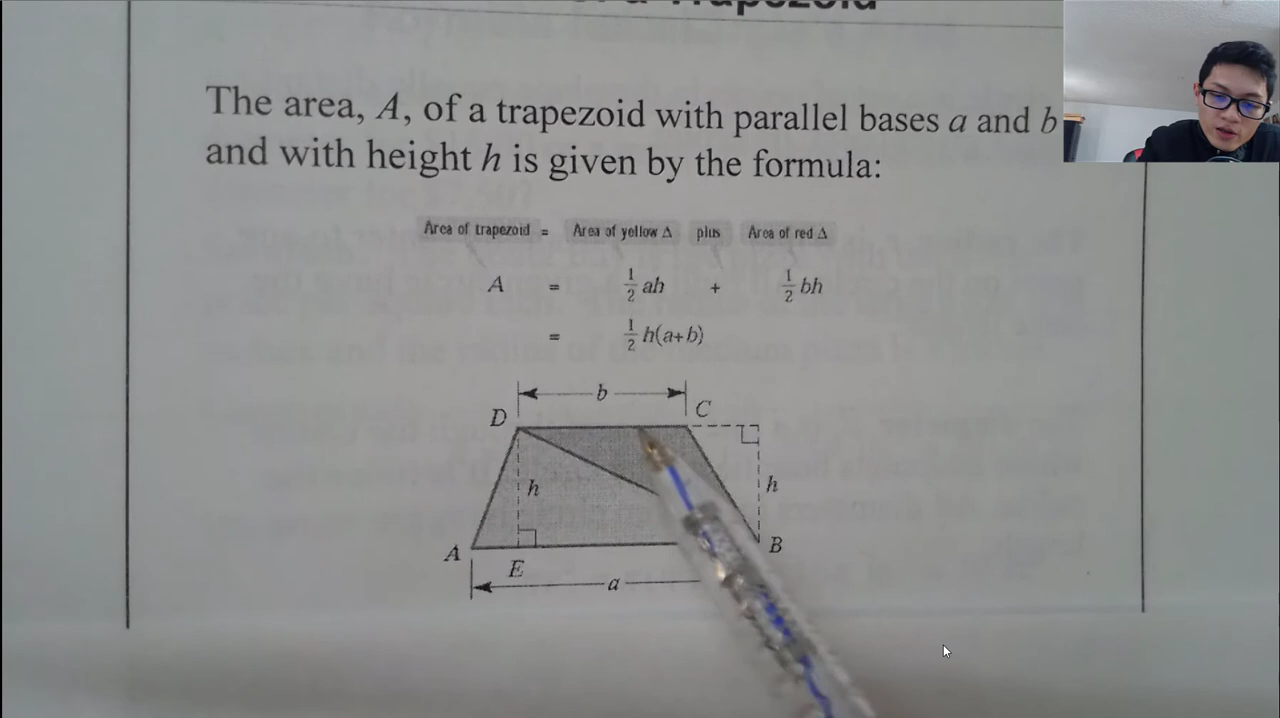 The area, A, of a trapezoid with parallel bases a and b
and with height h is given by the formula:
Area of trapezoid = Area of yellow Δ plus Area of red Δ
A = 1/2 ah + 1/2 bh
= 1/2 h(a+b)
b
D C
h h
A B
E
a